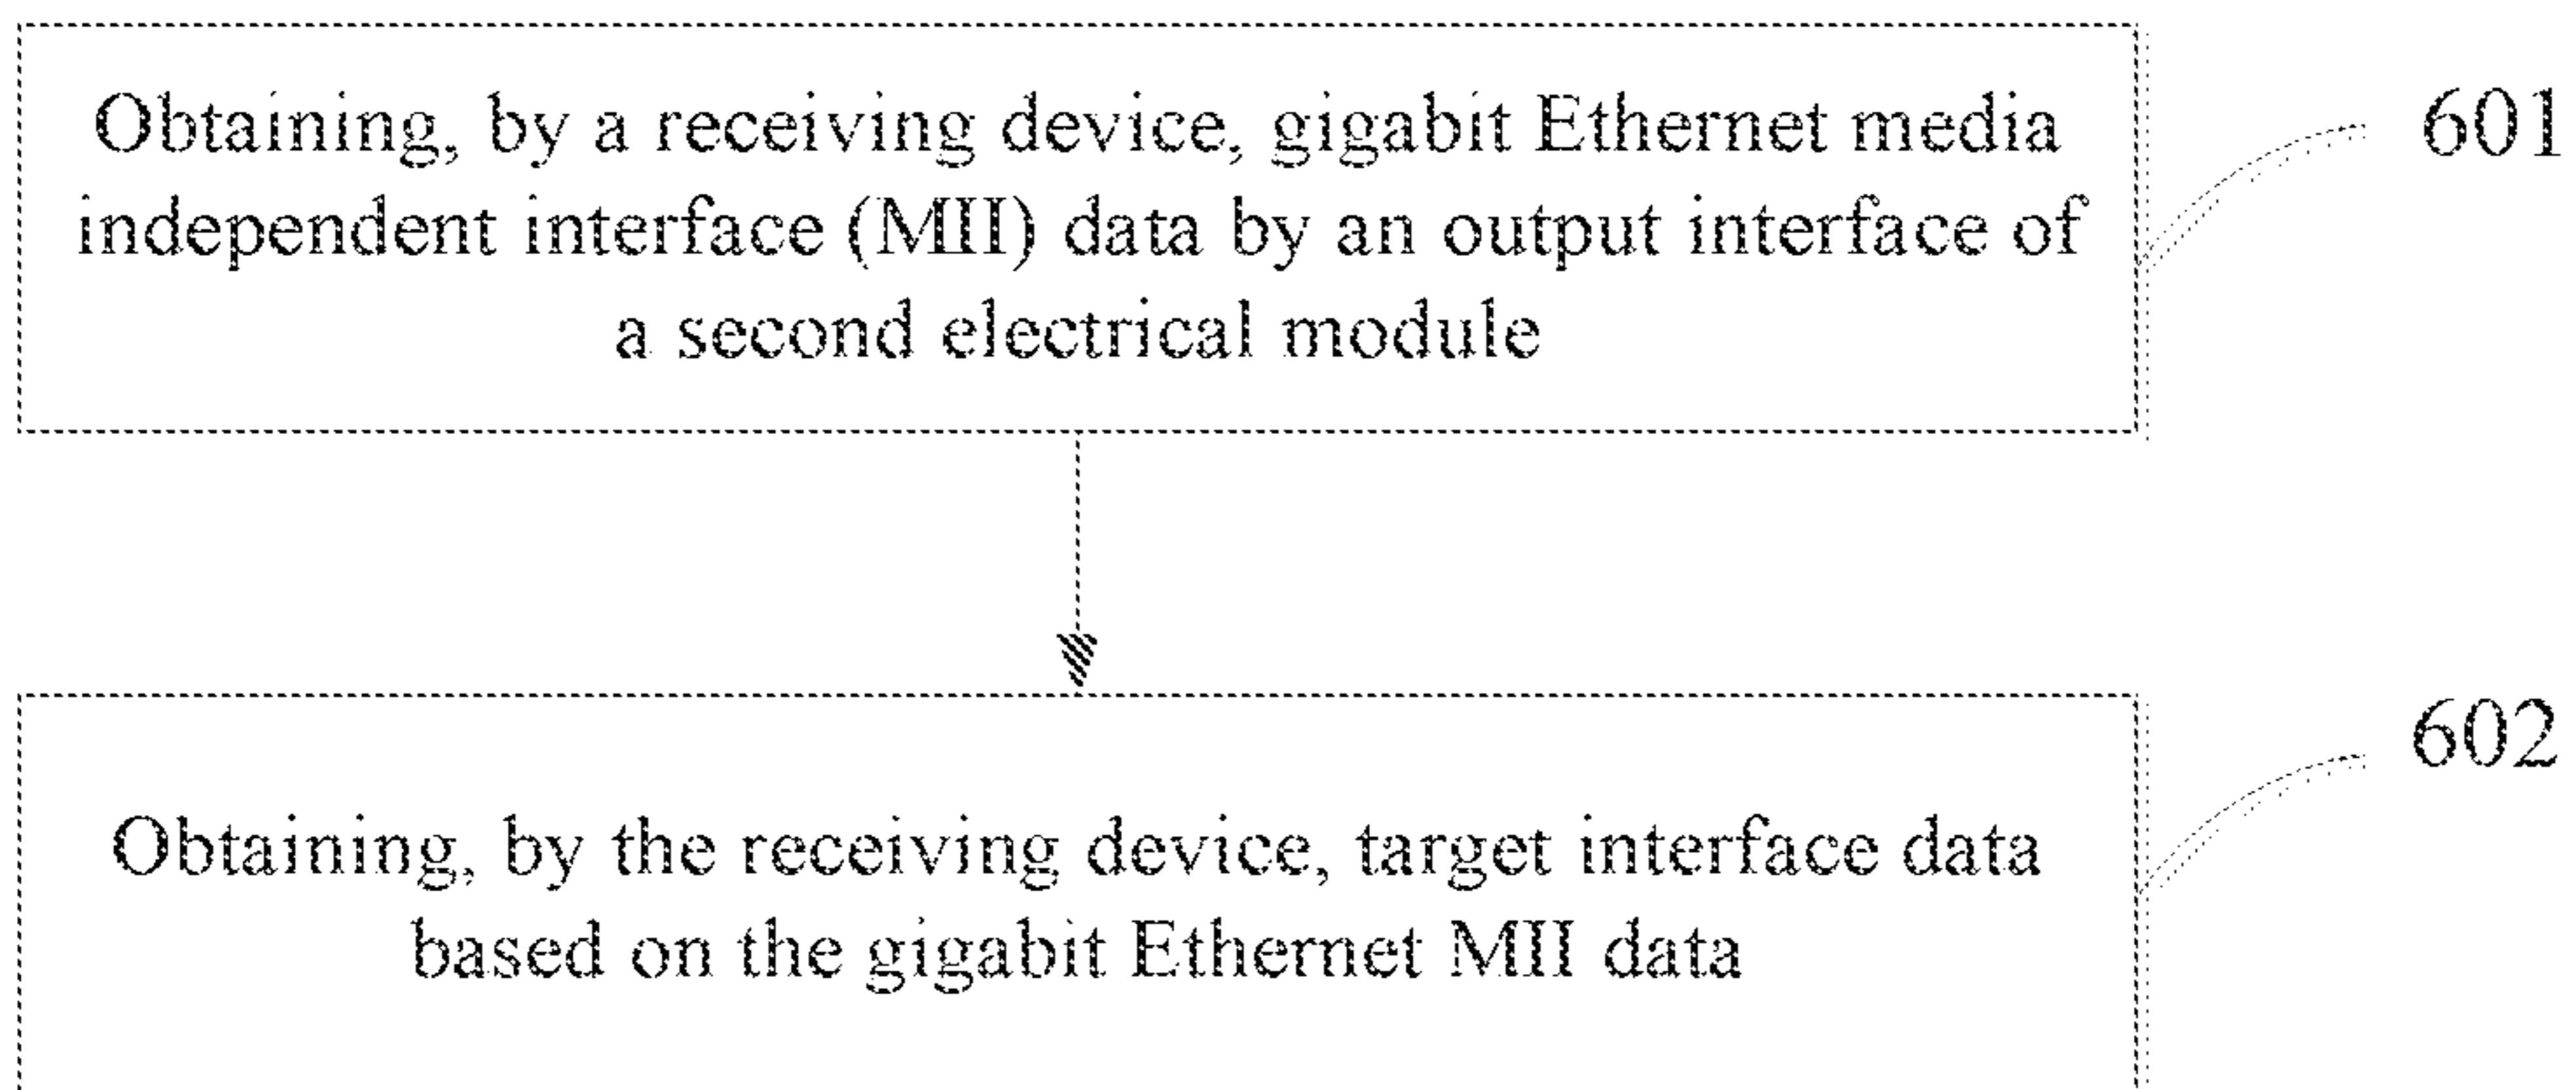 Obtaining, by a receiving device, gigabit Ethernet media
independent interface (MII) data by an output interface of
a second electrical module
601
602
Obtaining, by the receiving device, target interface data
based on the gigabit Ethernet MII data